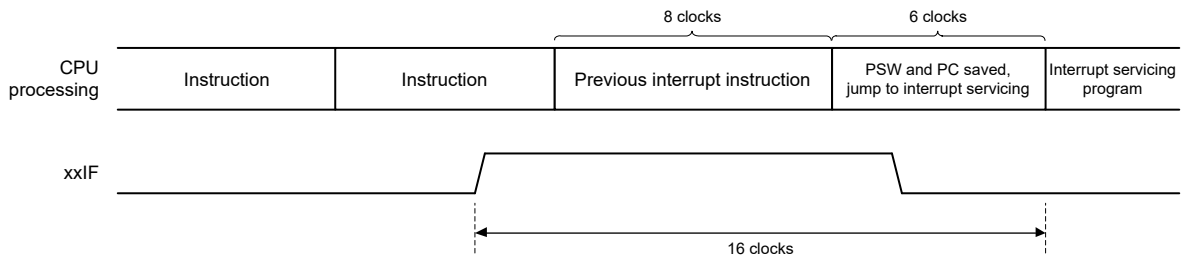 8 clocks
6 clocks
CPU
processing
Instruction
Instruction
Previous interrupt instruction
PSW and PC saved,
jump to interrupt servicing
Interrupt servicing
program
xxIF
16 clocks